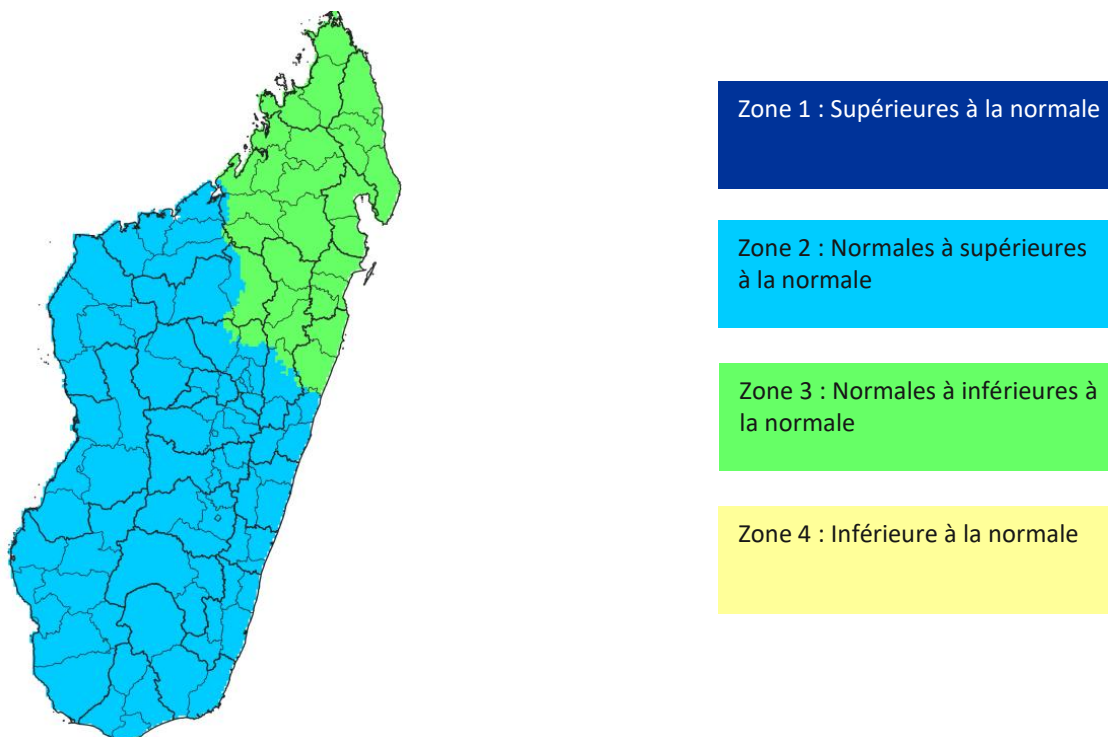 Zone 1 : Supérieures à la normale
Zone 2 : Normales à supérieures
à la normale
Zone 3 : Normales à inférieures à
la normale
Zone 4 : Inférieure à la normale